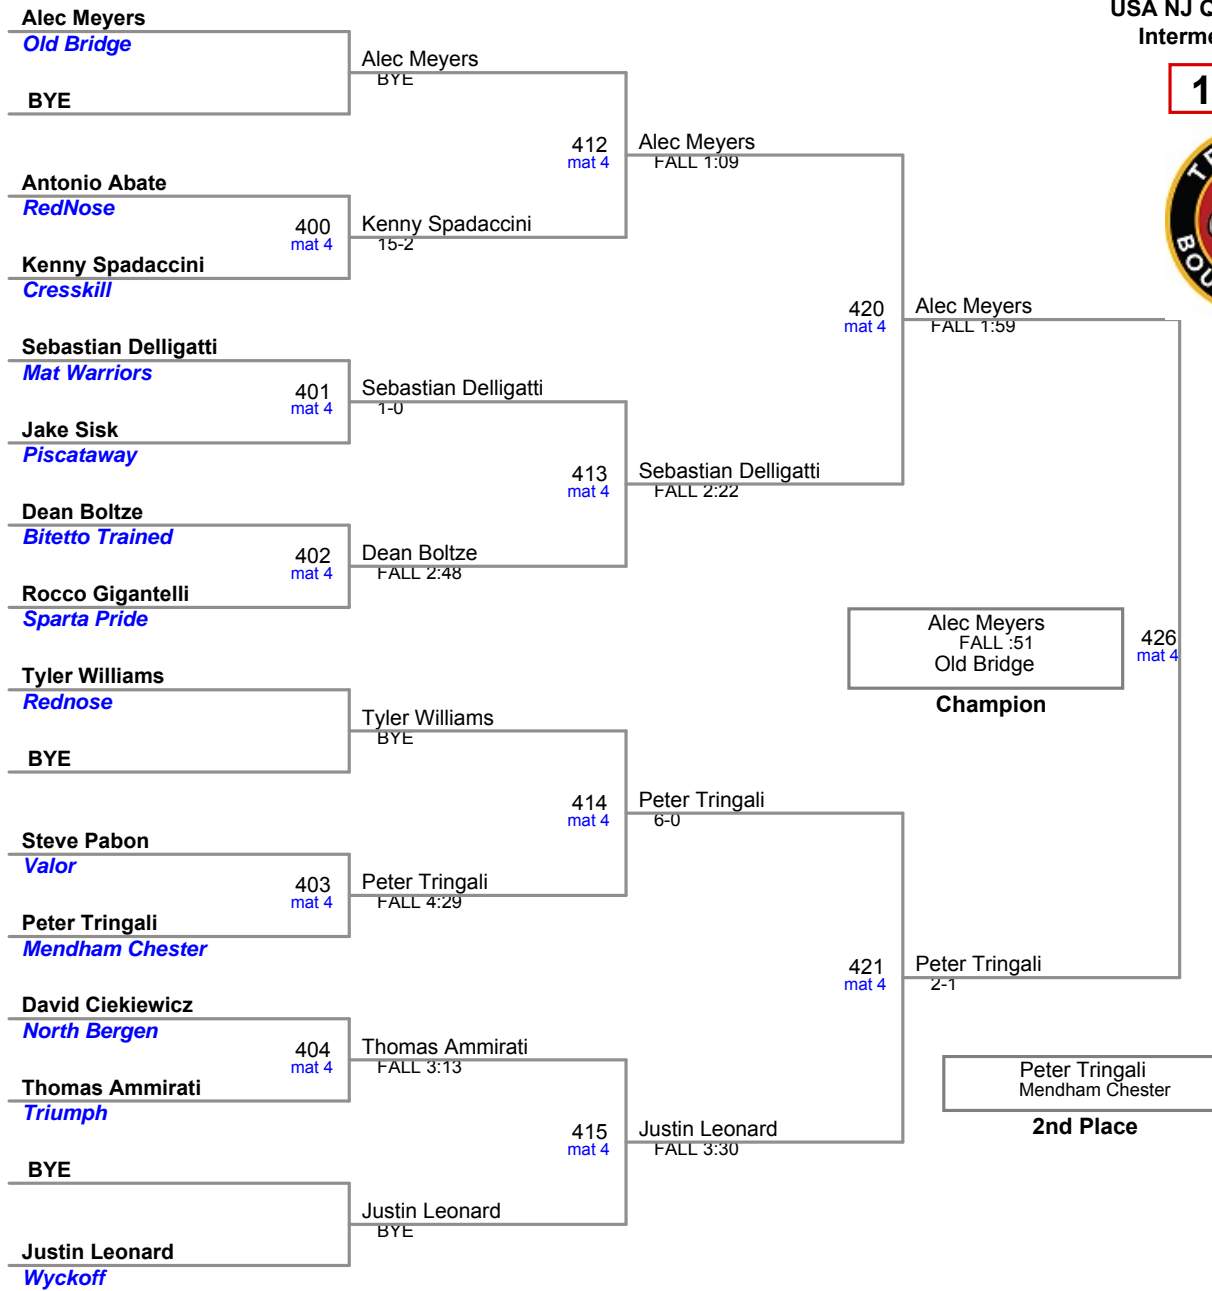 Alec Meyers
Old Bridge
BYE
Antonio Abate
RedNose
400
mat 4
Kenny Spadaccini
Cresskill
Sebastian Delligatti
Mat Warriors
401
mat 4
Jake Sisk
Piscataway
Dean Boltze
Bitetto Trained
402
mat 4
Rocco Gigantelli
Sparta Pride
Tyler Williams
Rednose
BYE
Steve Pabon
Valor
403
mat 4
Peter Tringali
Mendham Chester
David Ciekiewicz
North Bergen
404
mat 4
Thomas Ammirati
Triumph
BYE
Justin Leonard
Wyckoff
Alec Meyers
BYE
412
mat 4
Kenny Spadaccini
15-2
Sebastian Delligatti
1-0
413
mat 4
Dean Boltze
FALL 2:48
Tyler Williams
BYE
414
mat 4
Peter Tringali
FALL 4:29
Thomas Ammirati
FALL 3:13
415
mat 4
Justin Leonard
BYE
Alec Meyers
FALL 1:09
420
mat 4
Sebastian Delligatti
FALL 2:22
Peter Tringali
6-0
421
mat 4
Justin Leonard
FALL 3:30
Alec Meyers
FALL 1:59
Alec Meyers
FALL :51
Old Bridge
Champion
426
mat 4
Peter Tringali
2-1
Peter Tringali
Mendham Chester
2nd Place
USA NJ Q
Interme
1